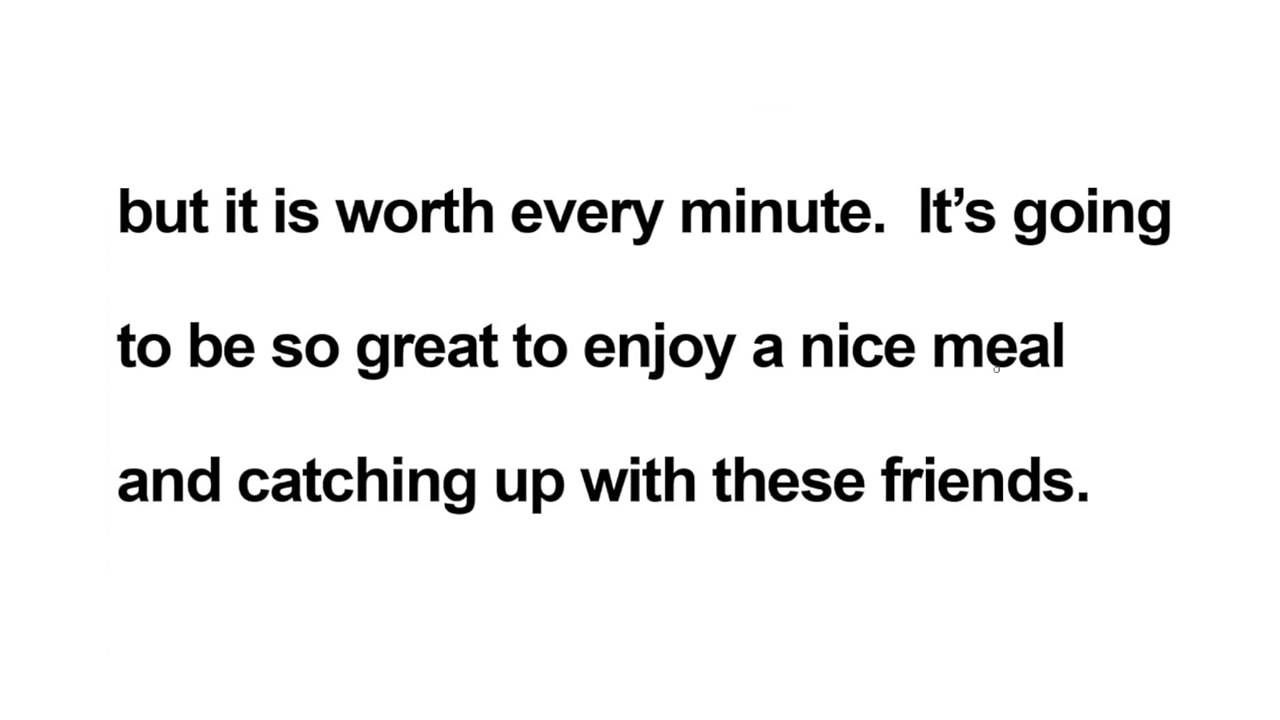 but it is worth every minute.  It’s going
to be so great to enjoy a nice meal
and catching up with these friends.